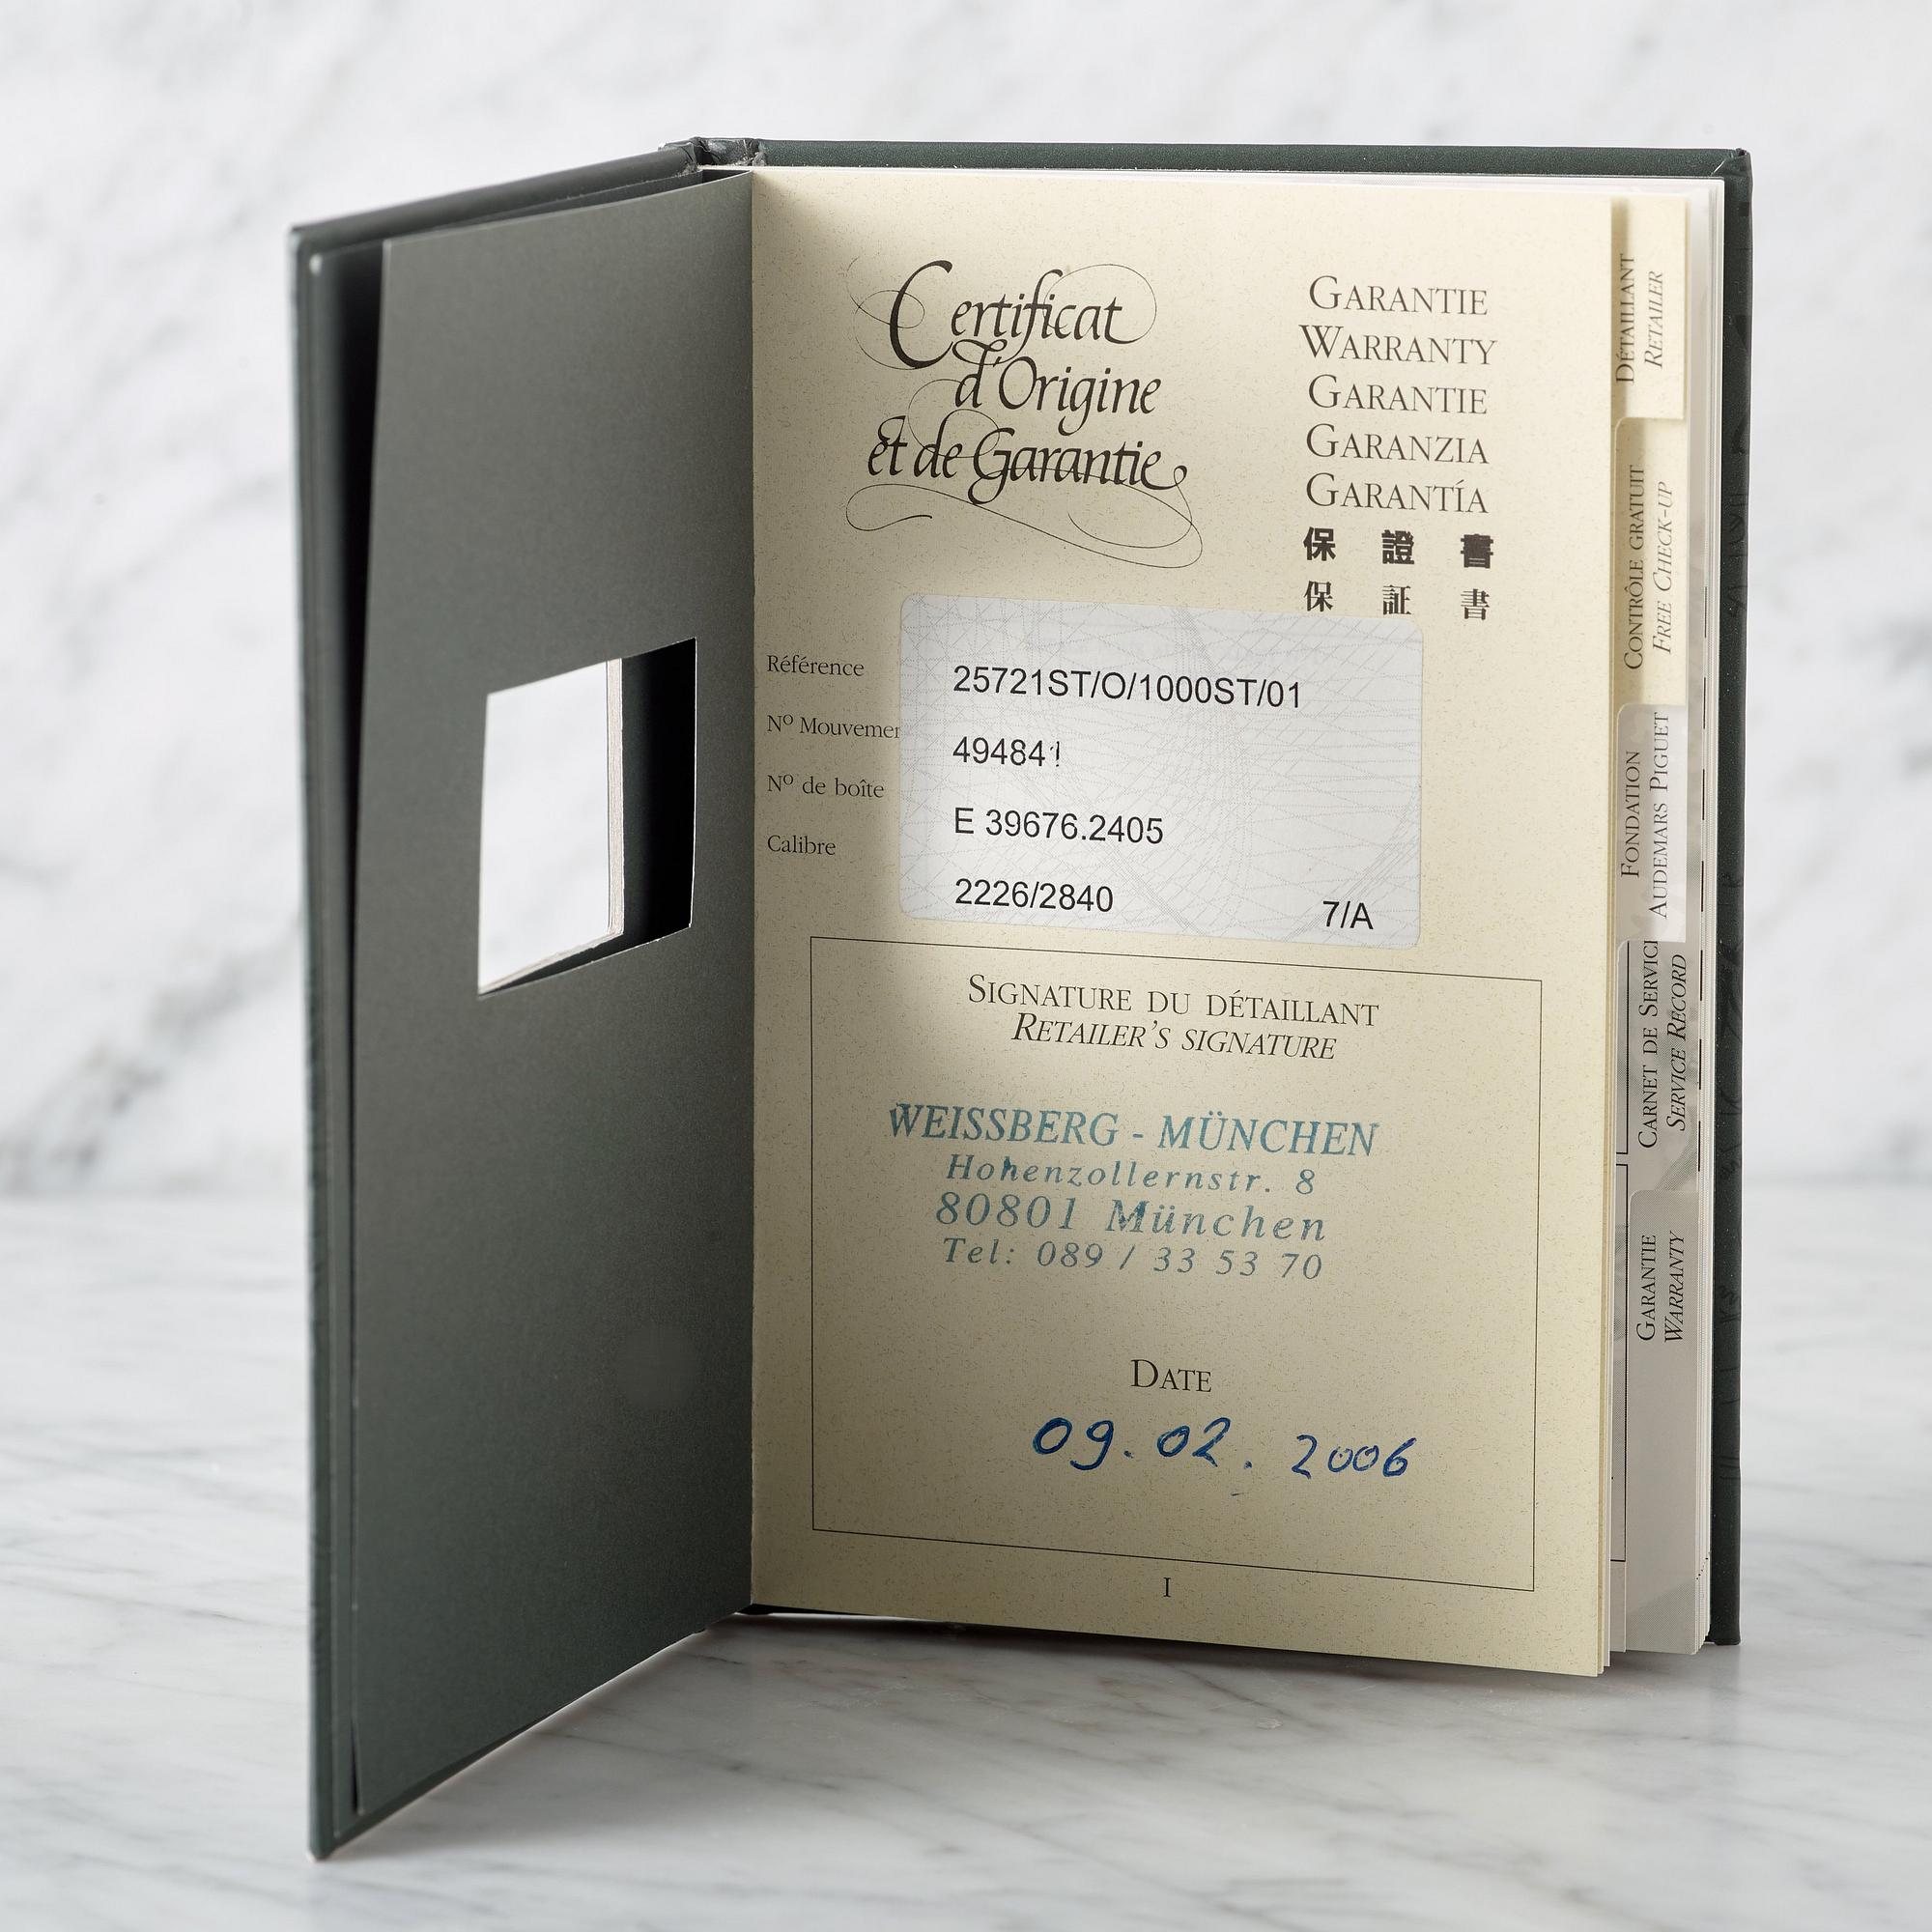 Certificat
d'Origine
et de Garantie
GARANTIE
WARRANTY
GARANTIE
GARANZIA
GARANTÍA
保 證 書
保 証 書
Référence
25721ST/O/1000ST/01
Nº
Nº de boîte
E 39676.2405
Calibre
2226/2840
7/A
SIGNATURE DU DÉTAILLANT
RETAILER'S SIGNATURE
WEISSBERG - MÜNCHEN
Hohenzollernstr. 8
80801 München
Tel: 089 / 33 53 70
DATE
09.02.2006
I
DÉTAILLANT
RETAILER
CONTRÔLE GRATUIT
FREE CHECK-UP
FONDATION
AUDEMARS PIGUET
CARNET DE
SERVICE RECORD
GARANTIE
WARRANTY